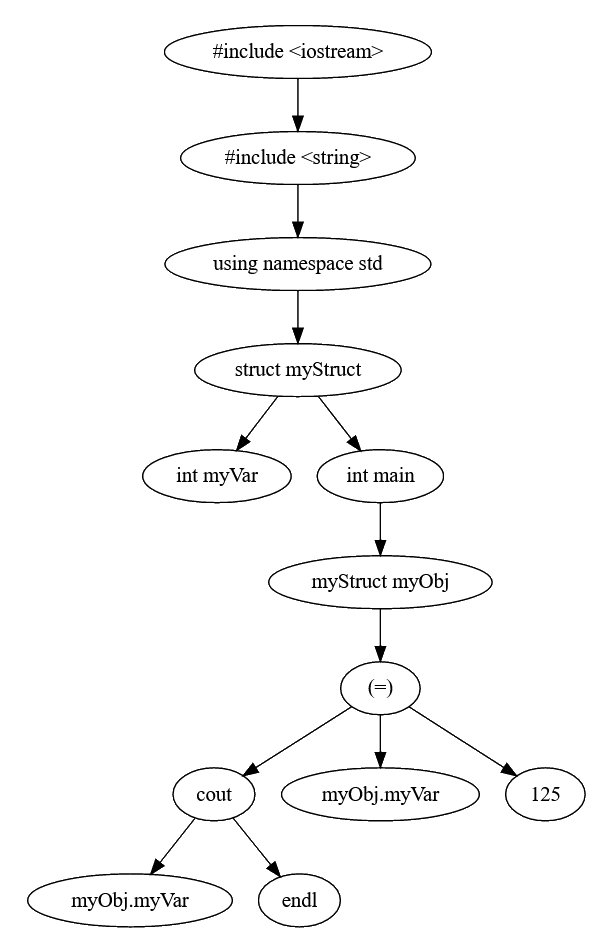 #include <iostream>
#include <string>
using namespace std
struct myStruct
int myVar
int main
myStruct myObj
(=)
cout
myObj.myVar
125
myObj.myVar
endl